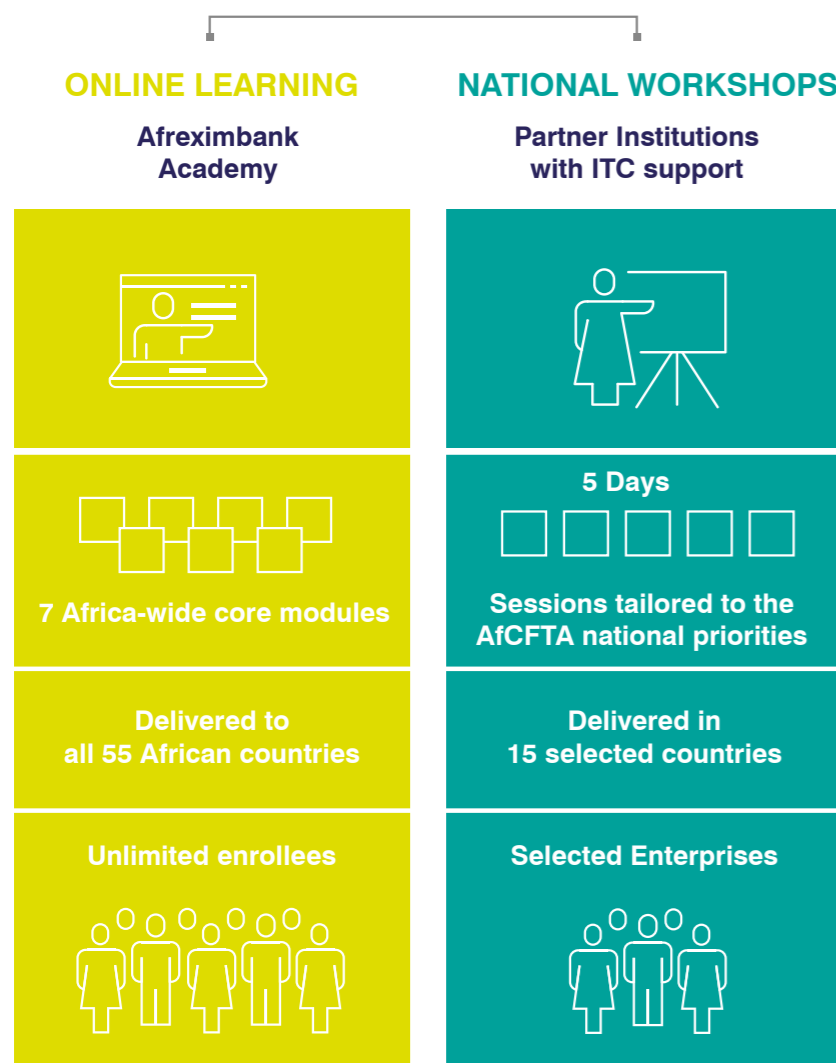 ONLINE LEARNING
Afreximbank
Academy
7 Africa-wide core modules
Delivered to
all 55 African countries
Unlimited enrollees
NATIONAL WORKSHOPS
Partner Institutions
with ITC support
5 Days
Sessions tailored to the
AfCFTA national priorities
Delivered in
15 selected countries
Selected Enterprises